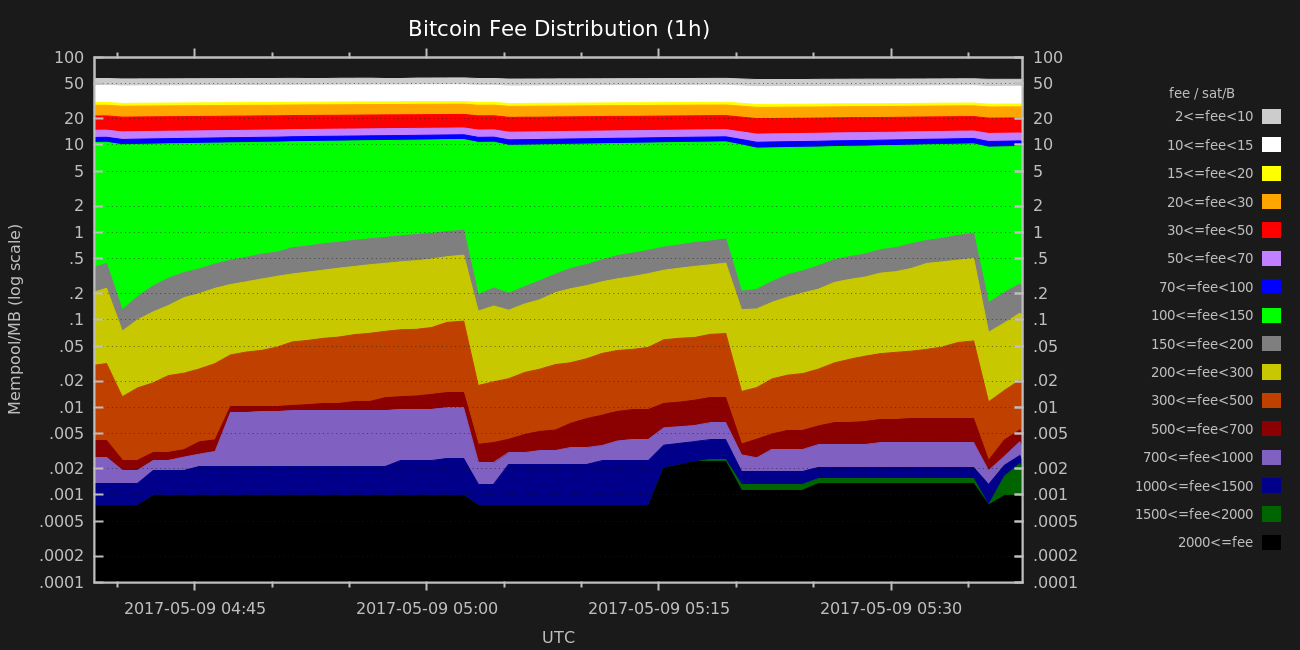 Bitcoin Fee Distribution (1h)
100 100
50 50
fee / sat/B
2<=fee<10
20 20
10<=fee<15
10 10
15<=fee<20
5 5
20<=fee<30
2 2
30<=fee<50
1 1
50<=fee<70
.5 .5
70<=fee<100
.2 .2
100<=fee<150
.1 .1
150<=fee<200
.05 .05
200<=fee<300
.02 .02
300<=fee<500
.01 .01
500<=fee<700
.005 .005
700<=fee<1000
.002 .002
1000<=fee<1500
.001 .001
1500<=fee<2000
.0005 .0005
2000<=fee
.0002 .0002
.0001 .0001
Mempool/MB (log scale)
2017-05-09 04:45 2017-05-09 05:00 2017-05-09 05:15 2017-05-09 05:30
UTC